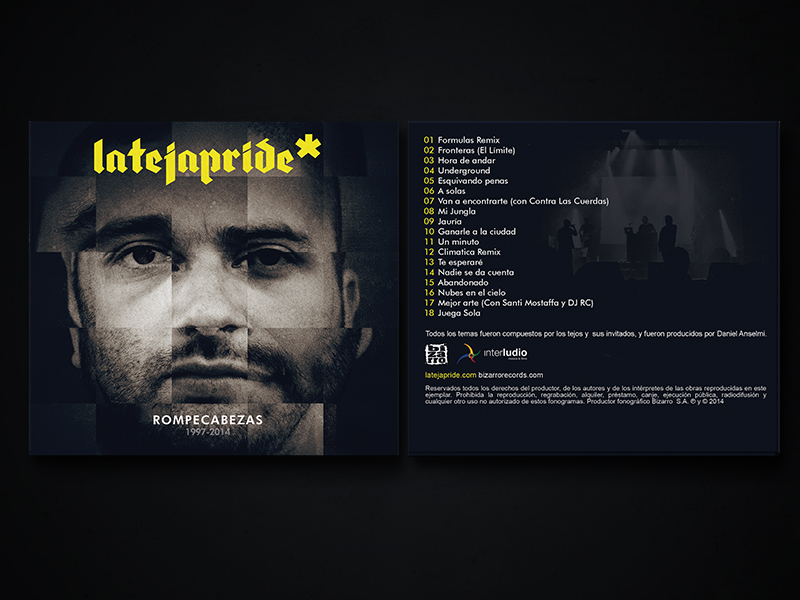 latejapride*
ROMPECABEZAS
1997-2014
01 Formulas Remix
02 Fronteras (El Límite)
03 Hora de andar
04 Underground
05 Esquivando penas
06 A solas
07 Van a encontrarte (con Contra Las Cuerdas)
08 Mi Jungla
09 Jauría
10 Ganarle a la ciudad
11 Un minuto
12 Climatica Remix
13 Te esperaré
14 Nadie se da cuenta
15 Abandonado
16 Nubes en el cielo
17 Mejor arte (Con Santi Mostaffa y DJ RC)
18 Juega Sola
Todos los temas fueron compuestos por los tejos y sus invitados, y fueron producidos por Daniel Anselmi.
Bizarro interludio
latejapride.com bizarrorecords.com
Reservados todos los derechos del productor, de los autores y de los intérpretes de las obras reproducidas en este
ejemplar. Prohibida la reproducción, regrabación, alquiler, préstamo, canje, ejecución pública, radiodifusión y
cualquier otro uso no autorizado de estos fonogramas. Productor fonográfico Bizarro S.A. ℗ y © 2014